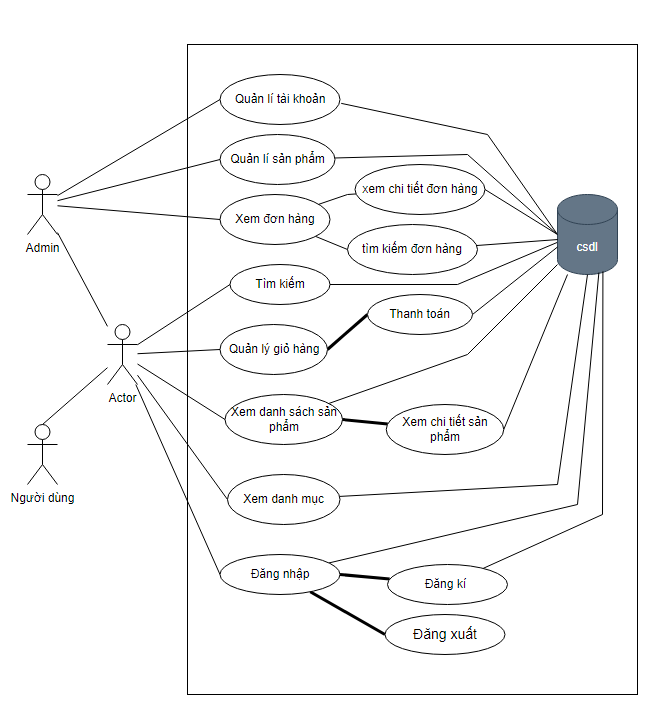 Quản lí tài khoản
Quản lí sản phẩm
xem chi tiết đơn hàng
Xem đơn hàng
Admin
tìm kiếm đơn hàng
csdl
Tìm kiếm
Thanh toán
Quản lý giỏ hàng
Actor
Xem danh sách sản
phẩm
Xem chi tiết sản
phẩm
Người dùng
Xem danh mục
Đăng nhập
Đăng kí
Đăng xuất